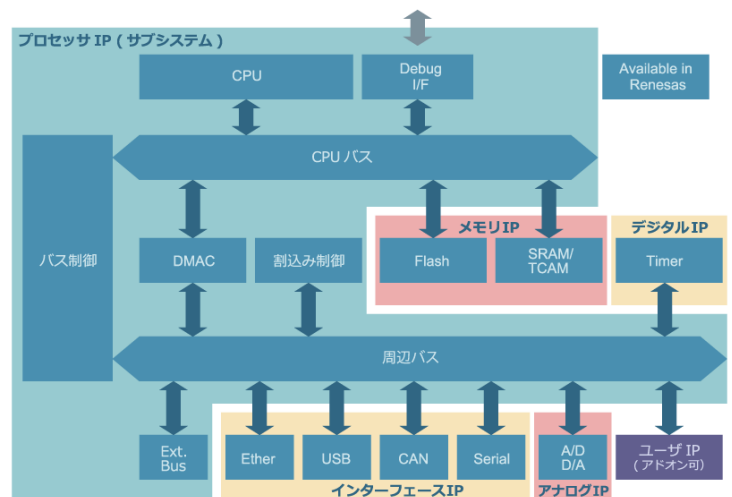 プロセッサ IP ( サブシステム )
CPU
Debug
I/F
Available in
Renesas
CPU バス
メモリIP
デジタルIP
バス制御
DMAC
割込み制御
Flash
SRAM/
TCAM
Timer
周辺バス
Ext.
Bus
Ether
USB
CAN
Serial
A/D
D/A
ユーザ IP
( アドオン可)
インターフェースIP
アナログIP